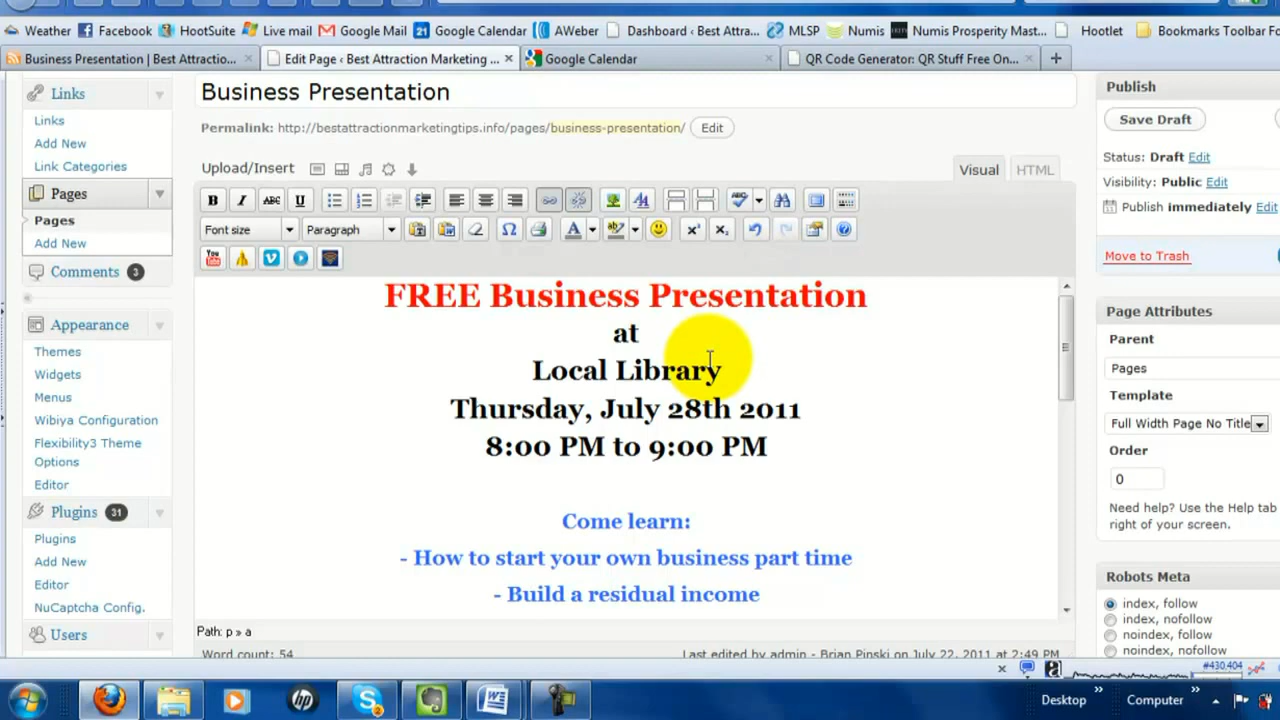 Weather Facebook HootSuite Live mail Google Mail 21 Google Calendar AWeber Dashboard ‹ Best Attra... MLSP Numis Numis Prosperity Mast... Hootlet Bookmarks Toolbar Fo
Business Presentation | Best Attractio... × Edit Page ‹ Best Attraction Marketing ... × Google Calendar × QR Code Generator: QR Stuff Free On... × +
Links
Links
Add New
Link Categories
Pages
Pages
Add New
Comments 3
Appearance
Themes
Widgets
Menus
Wibiya Configuration
Flexibility3 Theme
Options
Editor
Plugins 31
Plugins
Add New
Editor
NuCaptcha Config.
Users
Business Presentation
Permalink: http://bestattractionmarketingtips.info/pages/business-presentation/ Edit
Upload/Insert
Visual HTML
B I ABC U
Font size Paragraph
FREE Business Presentation
at
Local Library
Thursday, July 28th 2011
8:00 PM to 9:00 PM
Come learn:
- How to start your own business part time
- Build a residual income
Path: p » a
Word count: 54 Last edited by admin - Brian Pinski on July 22, 2011 at 2:49 PM
Publish
Save Draft
Status: Draft Edit
Visibility: Public Edit
Publish immediately Edit
Move to Trash
Page Attributes
Parent
Pages
Template
Full Width Page No Title
Order
0
Need help? Use the Help tab
right of your screen.
Robots Meta
index, follow
index, nofollow
noindex, follow
noindex, nofollow
#430,404
Desktop » Computer »